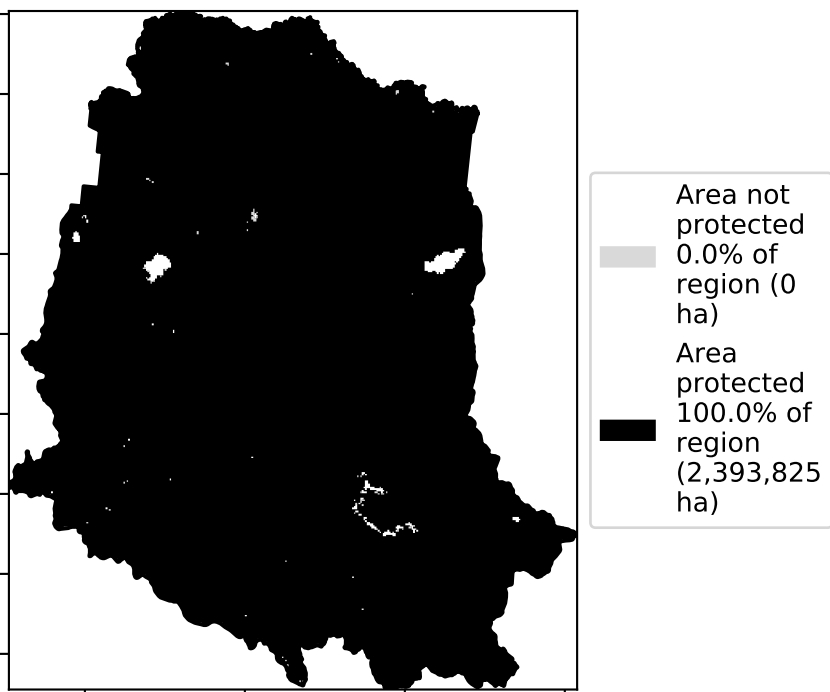 Area not
protected
0.0% of
region (0
ha)
Area
protected
100.0% of
region
(2,393,825
ha)